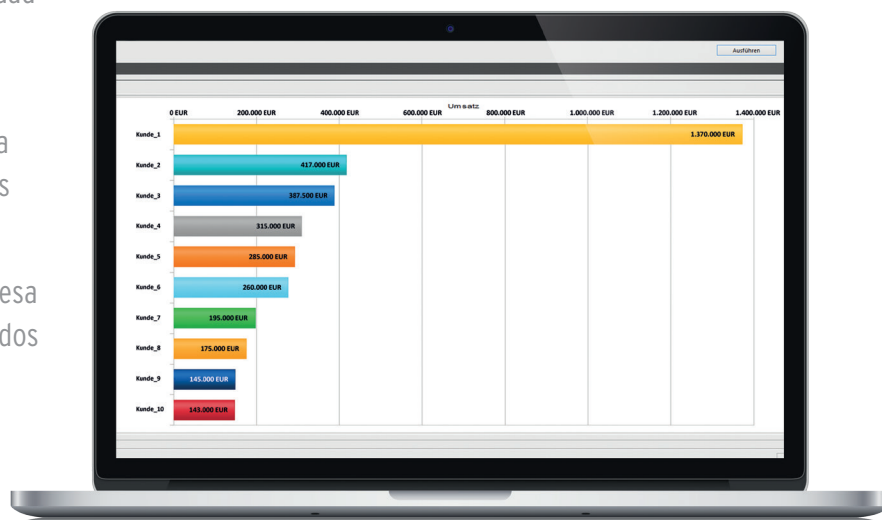 a
s
esa
dos
Ausführen
Umsatz
0 EUR 200.000 EUR 400.000 EUR 600.000 EUR 800.000 EUR 1.000.000 EUR 1.200.000 EUR 1.400.000 EUR
Kunde_1 1.370.000 EUR
Kunde_2 417.000 EUR
Kunde_3 387.500 EUR
Kunde_4 315.000 EUR
Kunde_5 285.000 EUR
Kunde_6 260.000 EUR
Kunde_7 195.000 EUR
Kunde_8 175.000 EUR
Kunde_9 145.000 EUR
Kunde_10 143.000 EUR